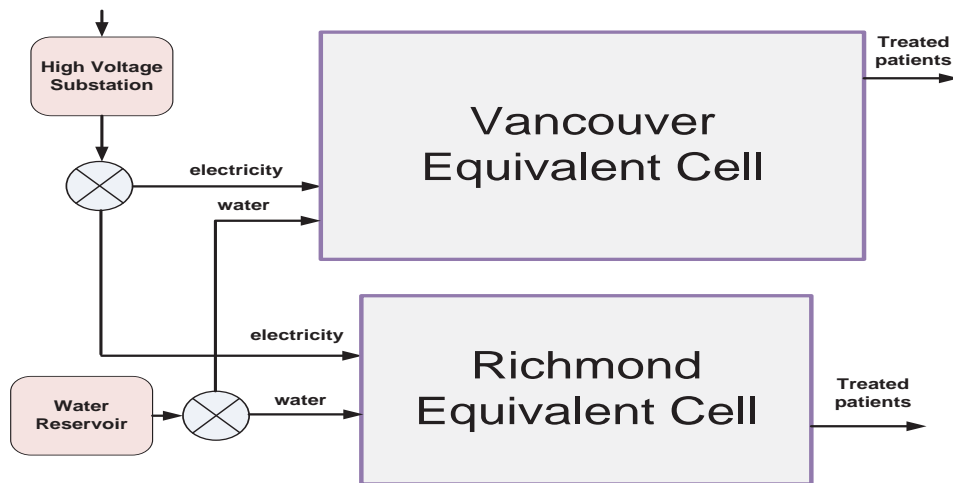 High Voltage
Substation
electricity
water
Vancouver
Equivalent Cell
Treated
patients
electricity
Water
Reservoir
water
Richmond
Equivalent Cell
Treated
patients